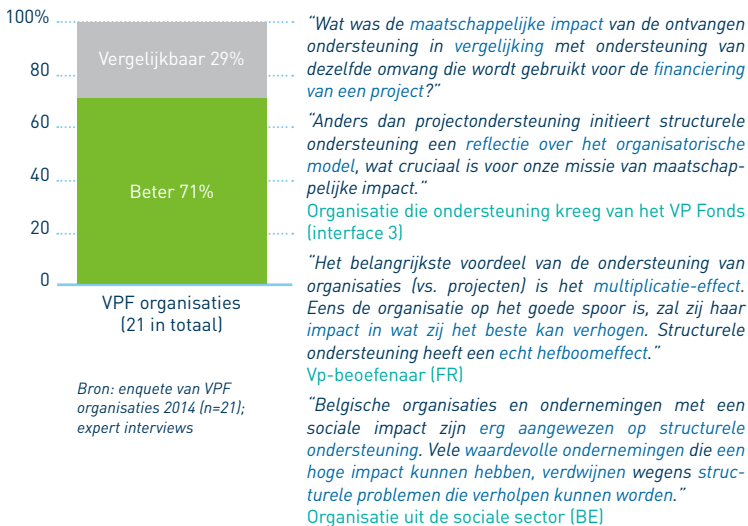 100%
80
60
40
20
0
Vergelijkbaar 29%
Beter 71%
VPF organisaties
(21 in totaal)
Bron: enquete van VPF
organisaties 2014 (n=21);
expert interviews
“Wat was de maatschappelijke impact van de ontvangen
ondersteuning in vergelijking met ondersteuning van
dezelfde omvang die wordt gebruikt voor de financiering
van een project?”
“Anders dan projectondersteuning initieert structurele
ondersteuning een reflectie over het organisatorische
model, wat cruciaal is voor onze missie van maatschap-
pelijke impact.”
Organisatie die ondersteuning kreeg van het VP Fonds
(interface 3)
“Het belangrijkste voordeel van de ondersteuning van
organisaties (vs. projecten) is het multiplicatie-effect.
Eens de organisatie op het goede spoor is, zal zij haar
impact in wat zij het beste kan verhogen. Structurele
ondersteuning heeft een echt hefboomeffect.”
Vp-beoefenaar (FR)
“Belgische organisaties en ondernemingen met een
sociale impact zijn erg aangewezen op structurele
ondersteuning. Vele waardevolle ondernemingen die een
hoge impact kunnen hebben, verdwijnen wegens struc-
turele problemen die verholpen kunnen worden.”
Organisatie uit de sociale sector (BE)